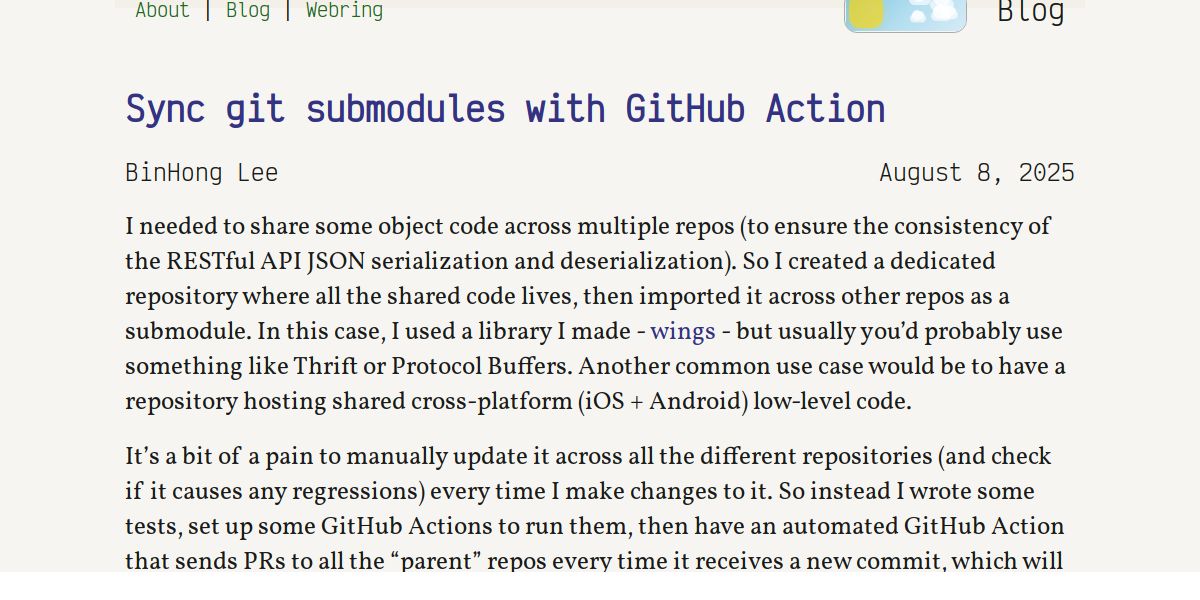 About | Blog | Webring
Blog
Sync git submodules with GitHub Action
BinHong Lee
August 8, 2025
I needed to share some object code across multiple repos (to ensure the consistency of
the RESTful API JSON serialization and deserialization). So I created a dedicated
repository where all the shared code lives, then imported it across other repos as a
submodule. In this case, I used a library I made - wings - but usually you’d probably use
something like Thrift or Protocol Buffers. Another common use case would be to have a
repository hosting shared cross-platform (iOS + Android) low-level code.
It’s a bit of a pain to manually update it across all the different repositories (and check
if it causes any regressions) every time I make changes to it. So instead I wrote some
tests, set up some GitHub Actions to run them, then have an automated GitHub Action
that sends PRs to all the “parent” repos every time it receives a new commit, which will